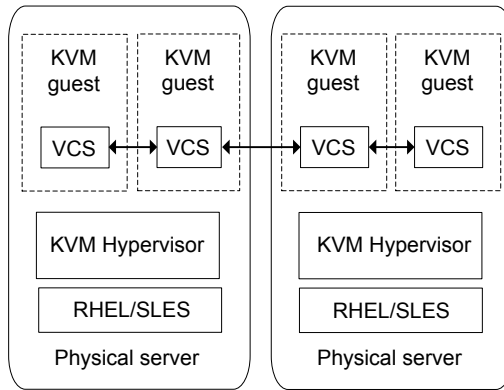 KVM
guest
KVM
guest
VCS
VCS
KVM Hypervisor
RHEL/SLES
Physical server
KVM
guest
KVM
guest
VCS
VCS
KVM Hypervisor
RHEL/SLES
Physical server